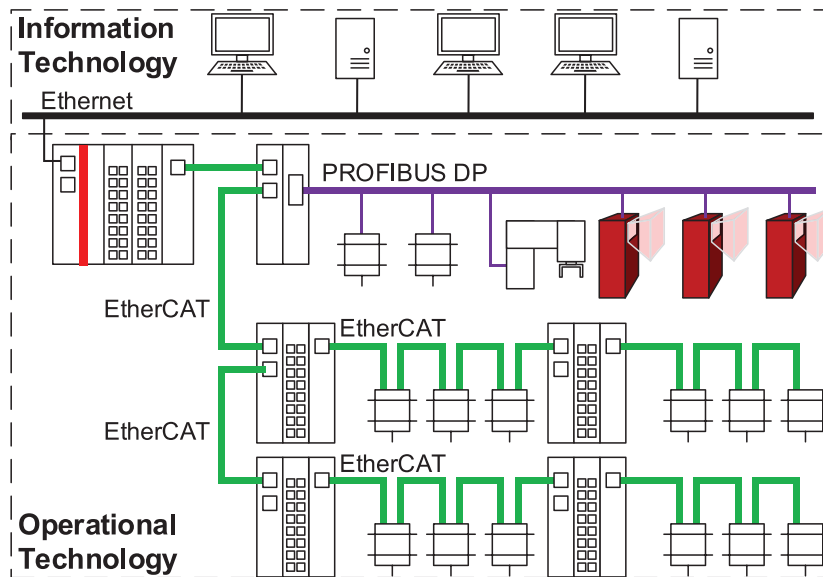 Information
Technology
Ethernet
PROFIBUS DP
EtherCAT
EtherCAT
EtherCAT
EtherCAT
Operational
Technology